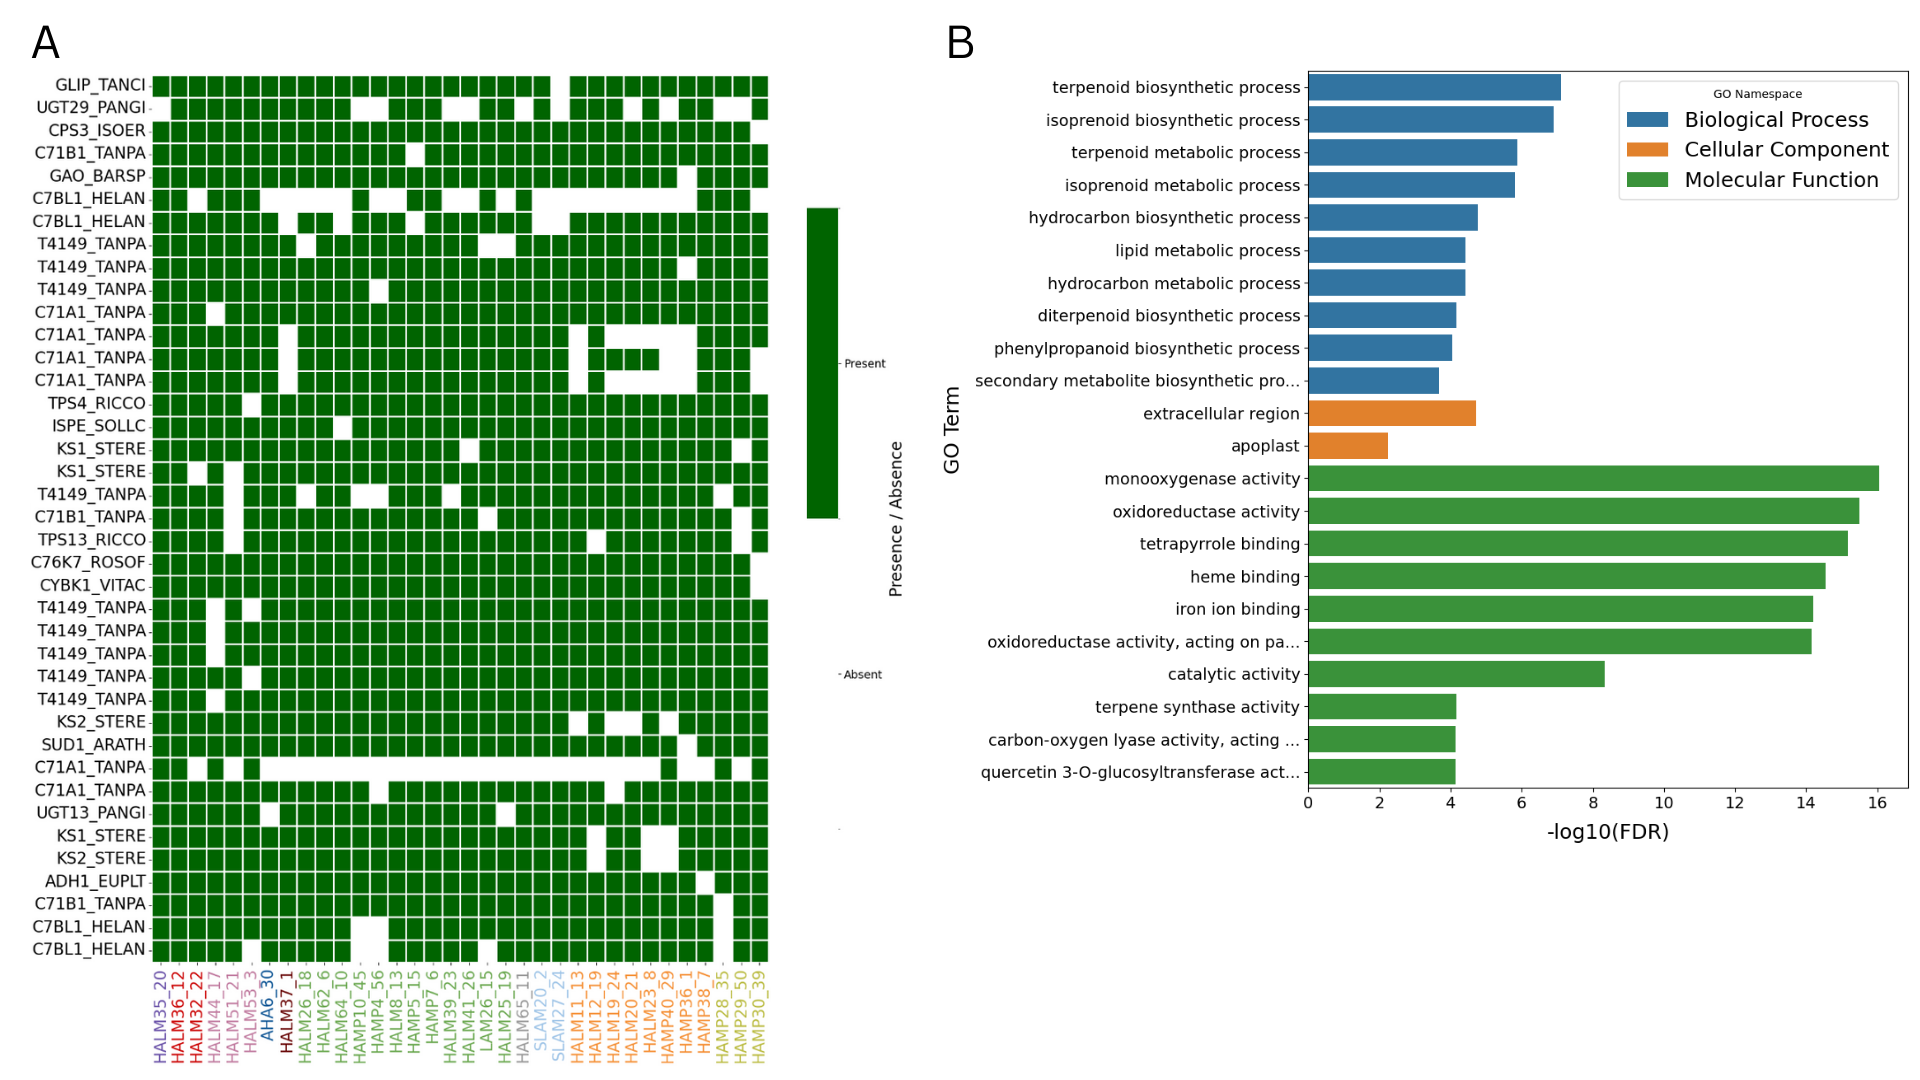 A
GLIP_TANCI
UGT29_PANGI
CPS3_ISOER
C71B1_TANPA
GAO_BARSP
C7BL1_HELAN
C7BL1_HELAN
T4149_TANPA
T4149_TANPA
T4149_TANPA
C71A1_TANPA
C71A1_TANPA
C71A1_TANPA
C71A1_TANPA
TPS4_RICCO
ISPE_SOLLC
KS1_STERE
KS1_STERE
T4149_TANPA
C71B1_TANPA
TPS13_RICCO
C76K7_ROSOF
CYBK1_VITAC
T4149_TANPA
T4149_TANPA
T4149_TANPA
T4149_TANPA
T4149_TANPA
KS2_STERE
SUD1_ARATH
C71A1_TANPA
C71A1_TANPA
UGT13_PANGI
KS1_STERE
KS2_STERE
ADH1_EUPLT
C71B1_TANPA
C7BL1_HELAN
C7BL1_HELAN
HALM35_20
HALM36_12
HALM32_22
HALM44_17
HALM51_21
HALM53_3
AHA6_30
HALM37_1
HALM26_18
HALM62_6
HALM64_10
HAMP10_45
HAMP4_56
HALM8_13
HAMP5_15
HAMP7_6
HALM39_23
HALM41_26
LAM26_15
HALM25_19
HALM65_11
SLAM20_2
SLAM27_24
HALM11_13
HALM12_19
HALM19_24
HALM20_21
HALM23_8
HAMP40_29
HAMP36_1
HAMP38_7
HAMP28_35
HAMP29_50
HAMP30_39
Present
Absent
Presence / Absence
B
GO Term
terpenoid biosynthetic process
isoprenoid biosynthetic process
terpenoid metabolic process
isoprenoid metabolic process
hydrocarbon biosynthetic process
lipid metabolic process
hydrocarbon metabolic process
diterpenoid biosynthetic process
phenylpropanoid biosynthetic process
secondary metabolite biosynthetic pro...
extracellular region
apoplast
monooxygenase activity
oxidoreductase activity
tetrapyrrole binding
heme binding
iron ion binding
oxidoreductase activity, acting on pa...
catalytic activity
terpene synthase activity
carbon-oxygen lyase activity, acting ...
quercetin 3-O-glucosyltransferase act...
GO Namespace
Biological Process
Cellular Component
Molecular Function
0 2 4 6 8 10 12 14 16
-log10(FDR)